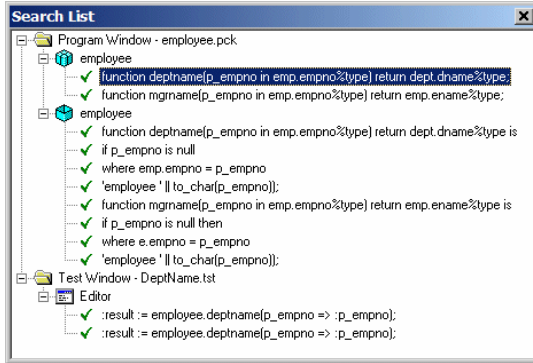 Search List
Program Window - employee.pck
employee
function deptname(p_empno in emp.empno%type) return dept.dname%type;
function mgrname(p_empno in emp.empno%type) return emp.ename%type;
employee
function deptname(p_empno in emp.empno%type) return dept.dname%type is
if p_empno is null
where emp.empno = p_empno
'employee ' || to_char(p_empno));
function mgrname(p_empno in emp.empno%type) return emp.ename%type is
if p_empno is null then
where e.empno = p_empno
'employee ' || to_char(p_empno));
Test Window - DeptName.tst
Editor
:result := employee.deptname(p_empno => :p_empno);
:result := employee.deptname(p_empno => :p_empno);